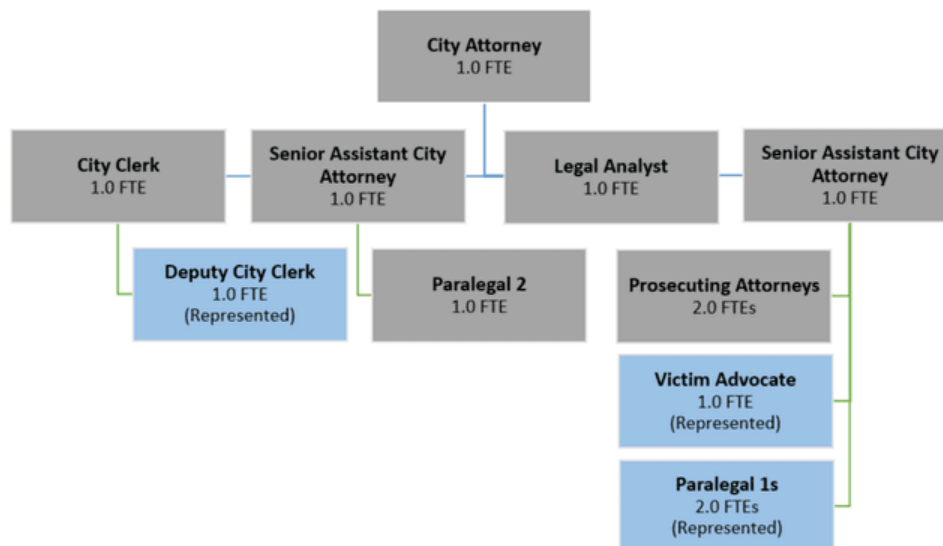 City Attorney
1.0 FTE
City Clerk
1.0 FTE
Senior Assistant City
Attorney
1.0 FTE
Legal Analyst
1.0 FTE
Senior Assistant City
Attorney
1.0 FTE
Deputy City Clerk
1.0 FTE
(Represented)
Paralegal 2
1.0 FTE
Prosecuting Attorneys
2.0 FTEs
Victim Advocate
1.0 FTE
(Represented)
Paralegal 1s
2.0 FTEs
(Represented)